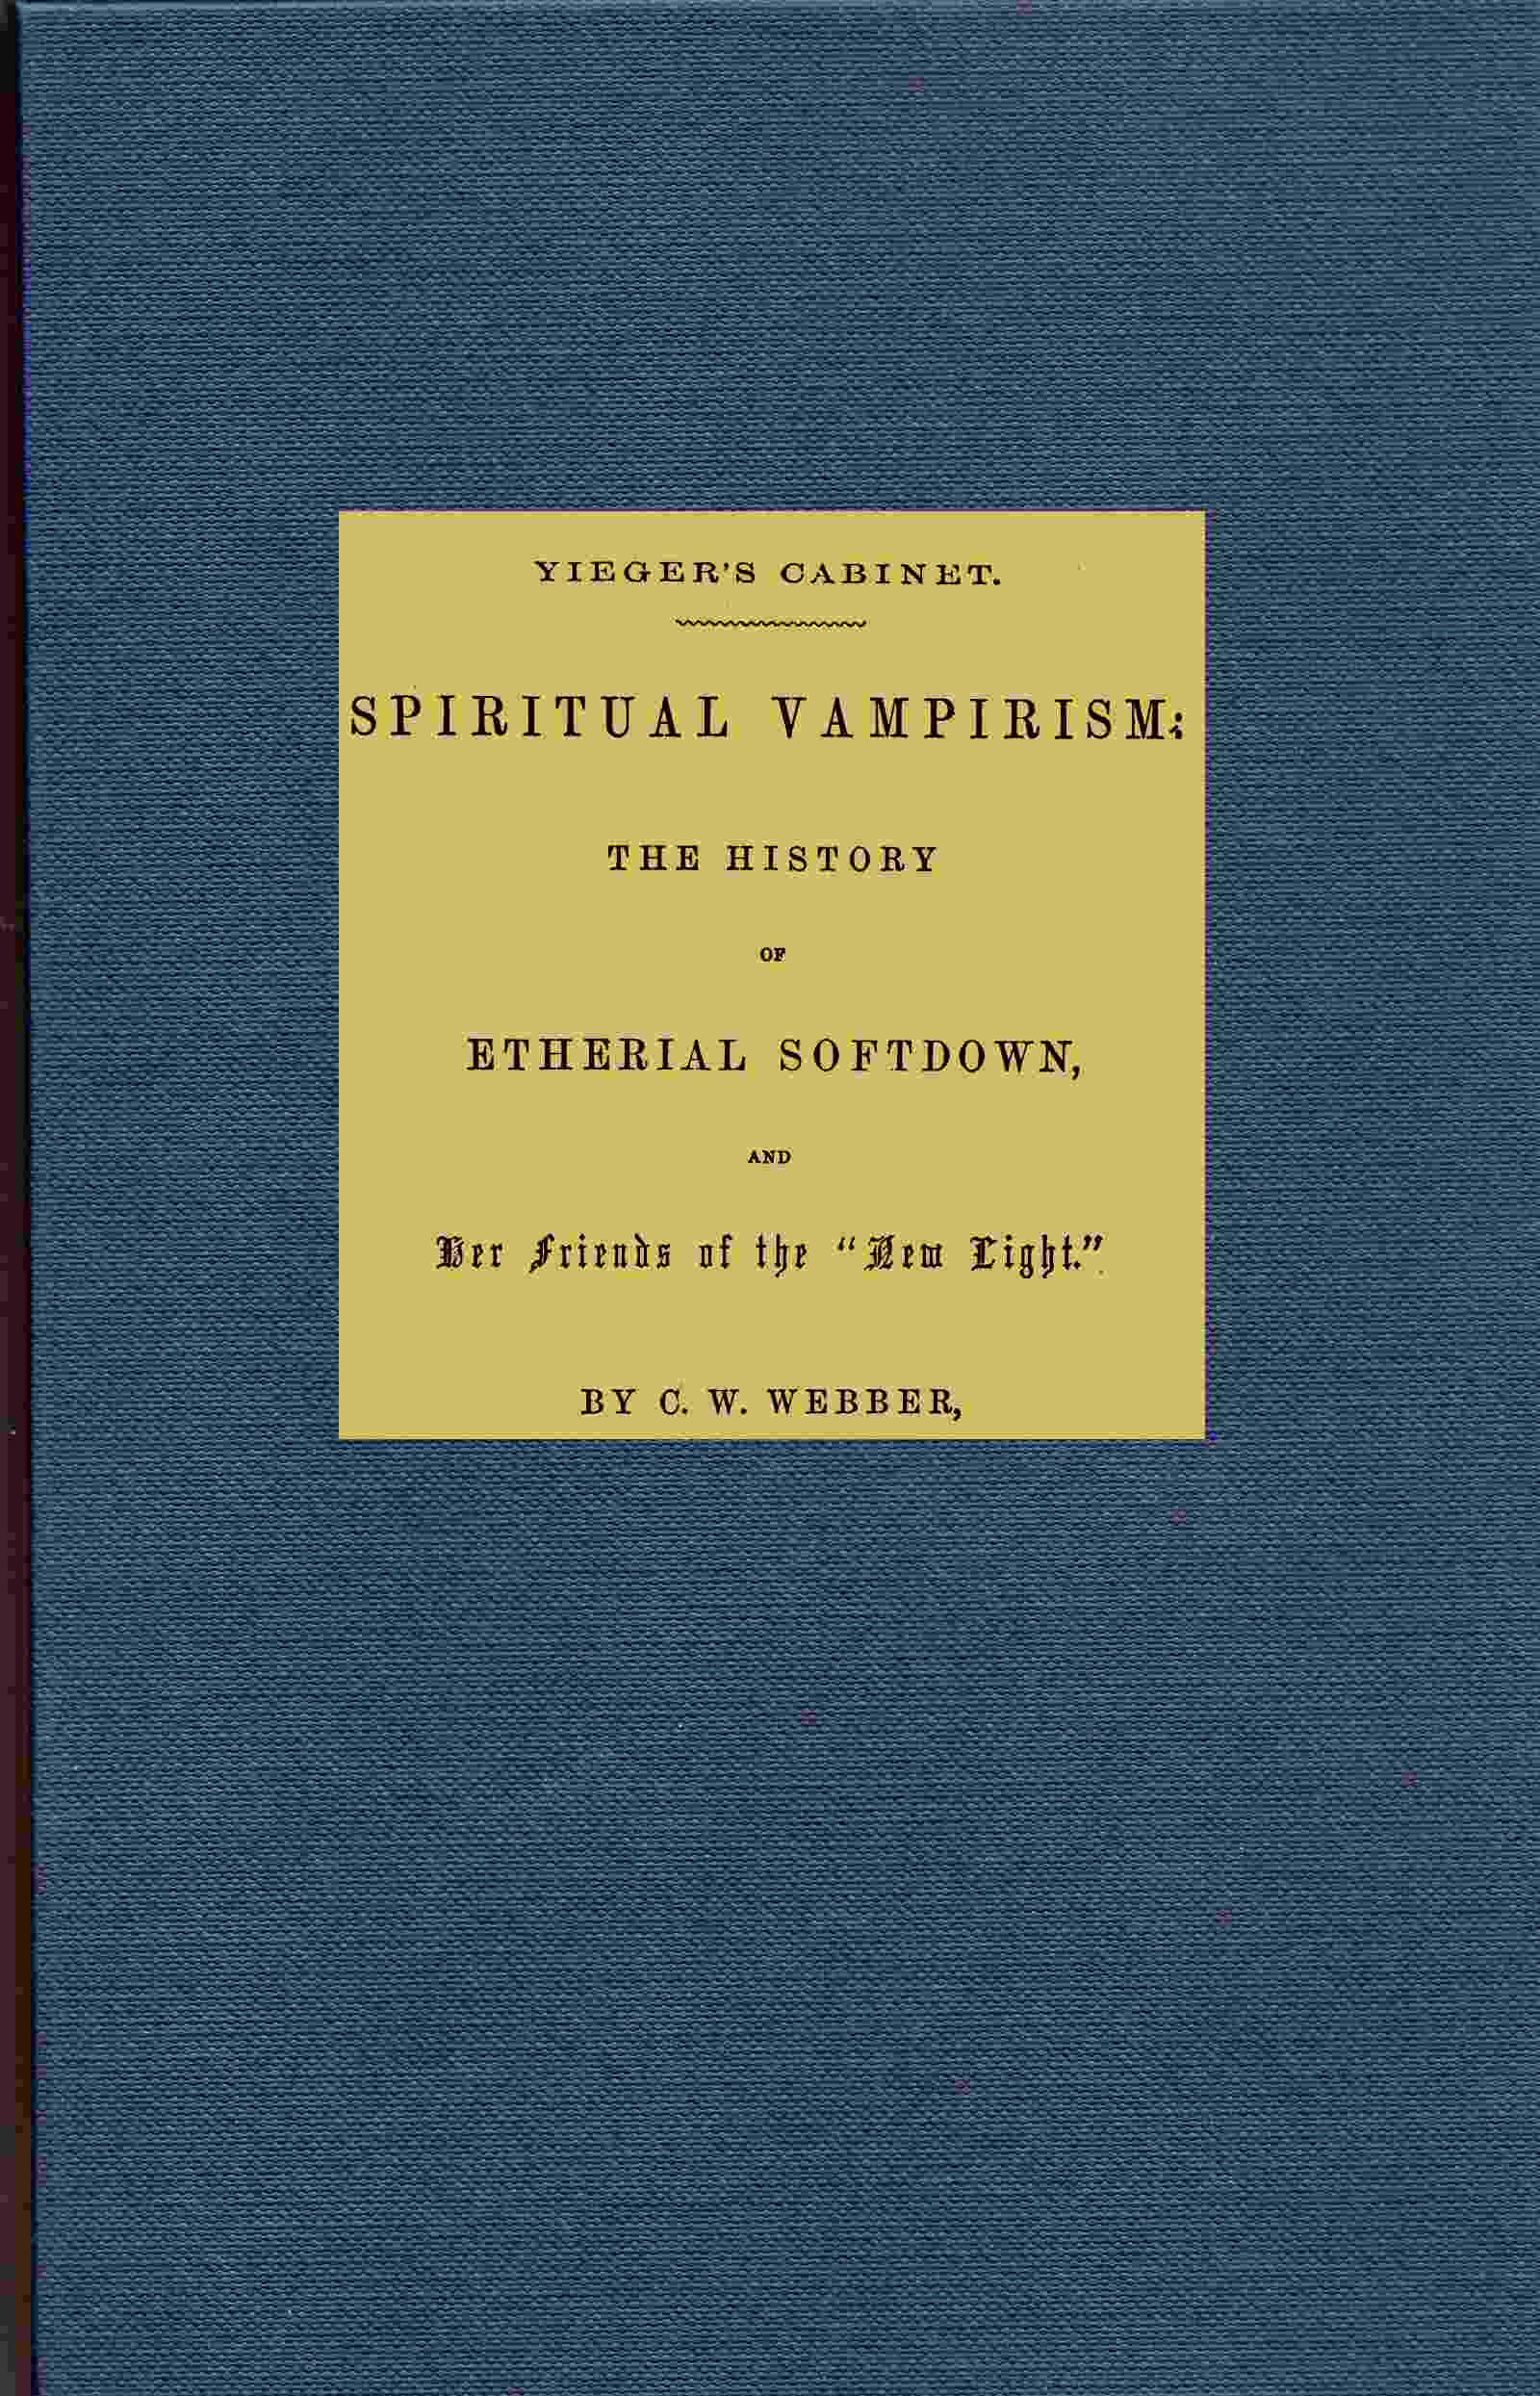 YIEGER'S CABINET.
SPIRITUAL VAMPIRISM:
THE HISTORY
OF
ETHERIAL SOFTDOWN,
AND
Her Friends of the “New Light.”
BY C. W. WEBBER,